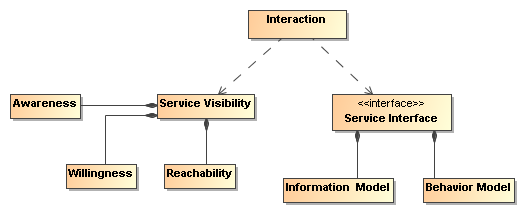 Interaction
Awareness
Service Visibility
<<interface>>
Service Interface
Willingness
Reachability
Information Model
Behavior Model